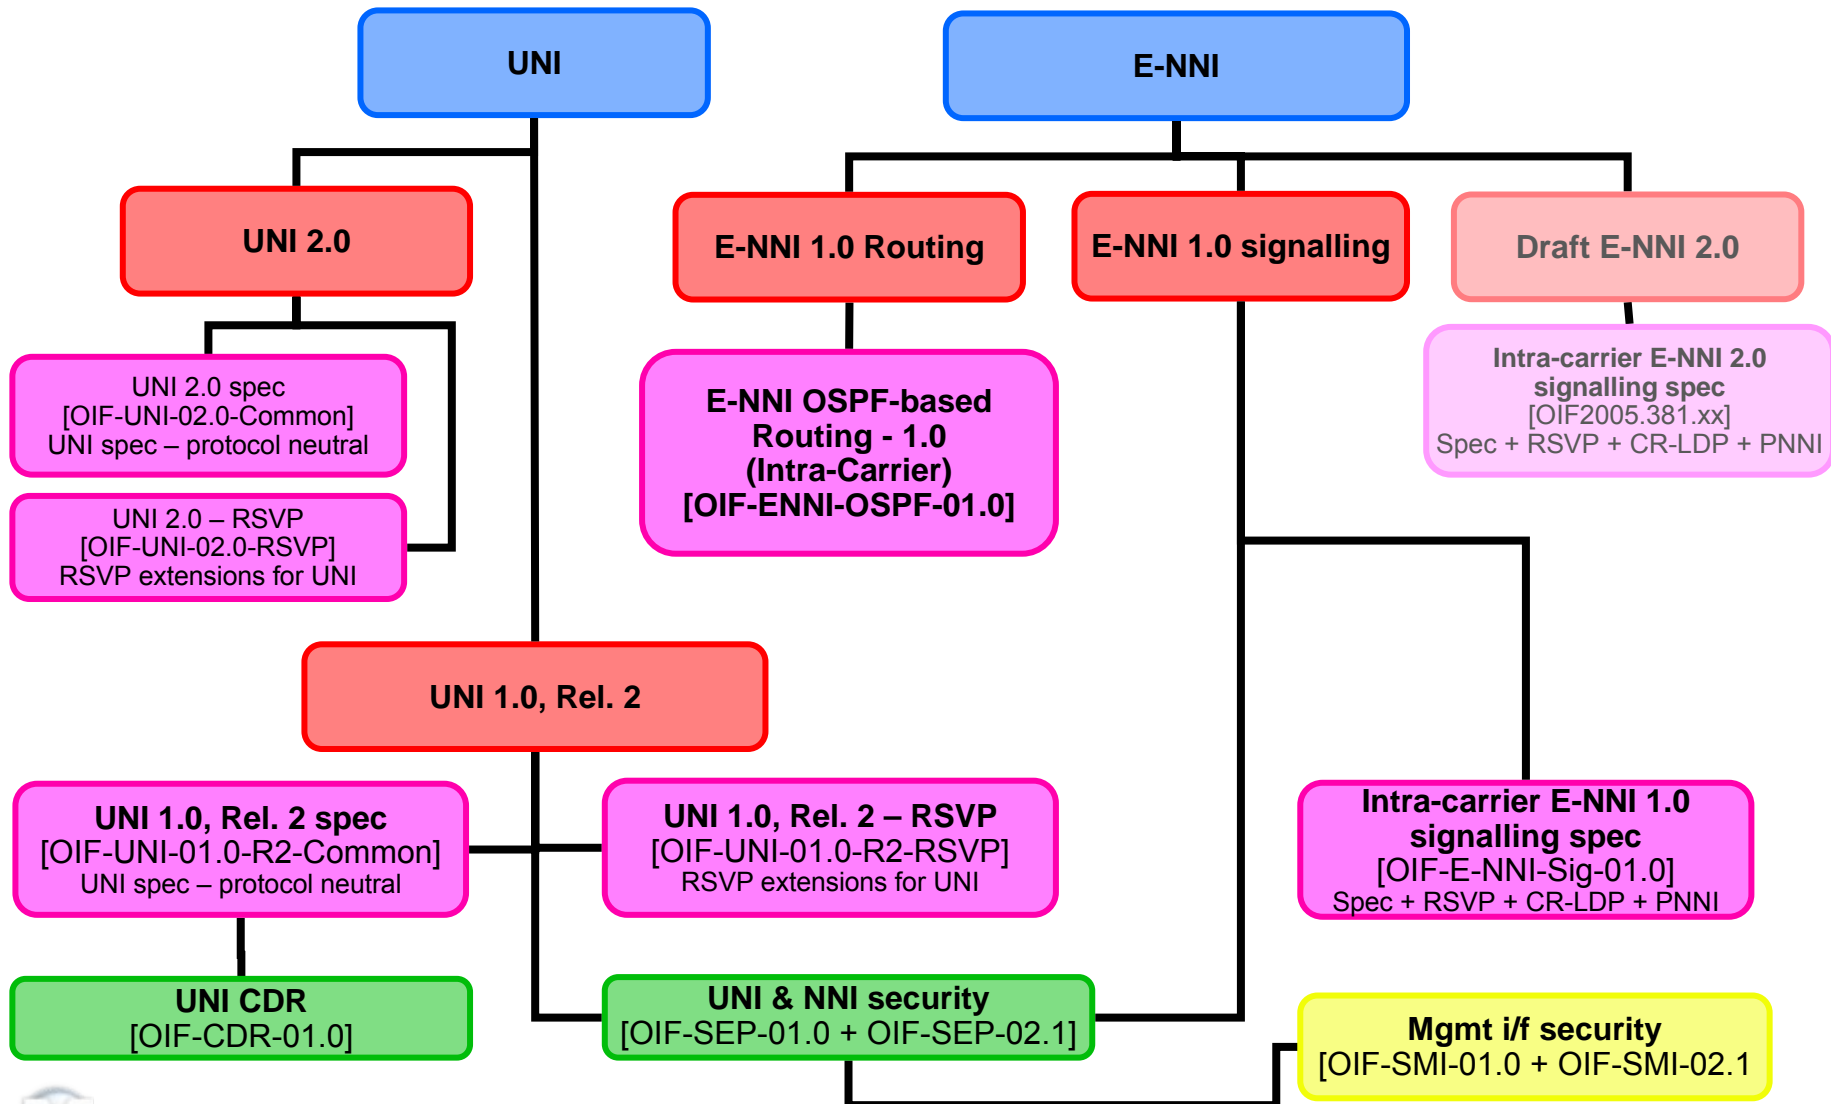 UNI
E-NNI
UNI 2.0
E-NNI 1.0 Routing
E-NNI 1.0 signalling
Draft E-NNI 2.0
UNI 2.0 spec
[OIF-UNI-02.0-Common]
UNI spec – protocol neutral
UNI 2.0 – RSVP
[OIF-UNI-02.0-RSVP]
RSVP extensions for UNI
E-NNI OSPF-based
Routing - 1.0
(Intra-Carrier)
[OIF-ENNI-OSPF-01.0]
Intra-carrier E-NNI 2.0
signalling spec
[OIF2005.381.xx]
Spec + RSVP + CR-LDP + PNNI
UNI 1.0, Rel. 2
UNI 1.0, Rel. 2 spec
[OIF-UNI-01.0-R2-Common]
UNI spec – protocol neutral
UNI 1.0, Rel. 2 – RSVP
[OIF-UNI-01.0-R2-RSVP]
RSVP extensions for UNI
Intra-carrier E-NNI 1.0
signalling spec
[OIF-E-NNI-Sig-01.0]
Spec + RSVP + CR-LDP + PNNI
UNI CDR
[OIF-CDR-01.0]
UNI & NNI security
[OIF-SEP-01.0 + OIF-SEP-02.1]
Mgmt i/f security
[OIF-SMI-01.0 + OIF-SMI-02.1